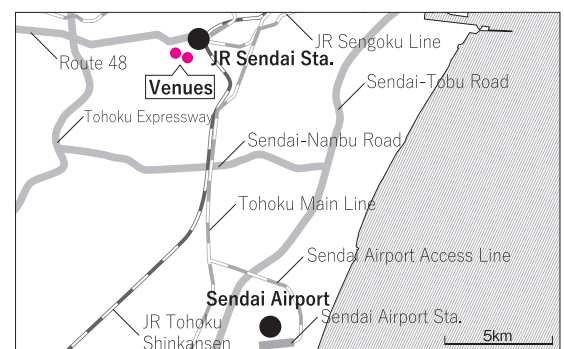 JR Sengoku Line
JR Sendai Sta.
Route 48
Venues
Sendai-Tobu Road
Tohoku Expressway
Sendai-Nanbu Road
Tohoku Main Line
Sendai Airport Access Line
Sendai Airport
Sendai Airport Sta.
JR Tohoku
Shinkansen
5km